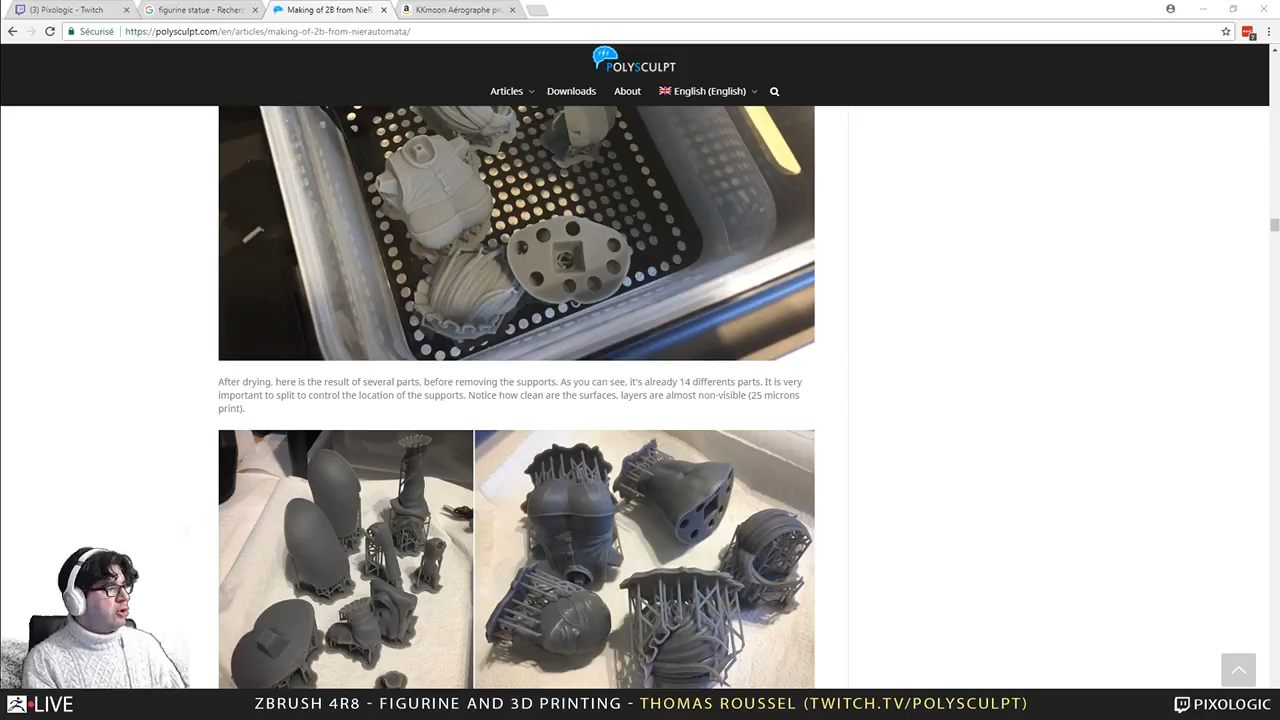 (3) Pixologic - Twitch
figurine statue - Recher
Making of 2B from NieR
KKmoon Aérographe pr
Sécurisé
https://polysculpt.com/en/articles/making-of-2b-from-nierautomata/
7
POLYSCULPT
Articles
Downloads
About
English (English)
After drying, here is the result of several parts, before removing the supports. As you can see, it's already 14 differents parts. It is very
important to split to control the location of the supports. Notice how clean are the surfaces, layers are almost non-visible (25 microns
print).
LIVE
ZBRUSH 4R8 - FIGURINE AND 3D PRINTING - THOMAS ROUSSEL (TWITCH.TV/POLYSCULPT)
PIXOLOGIC